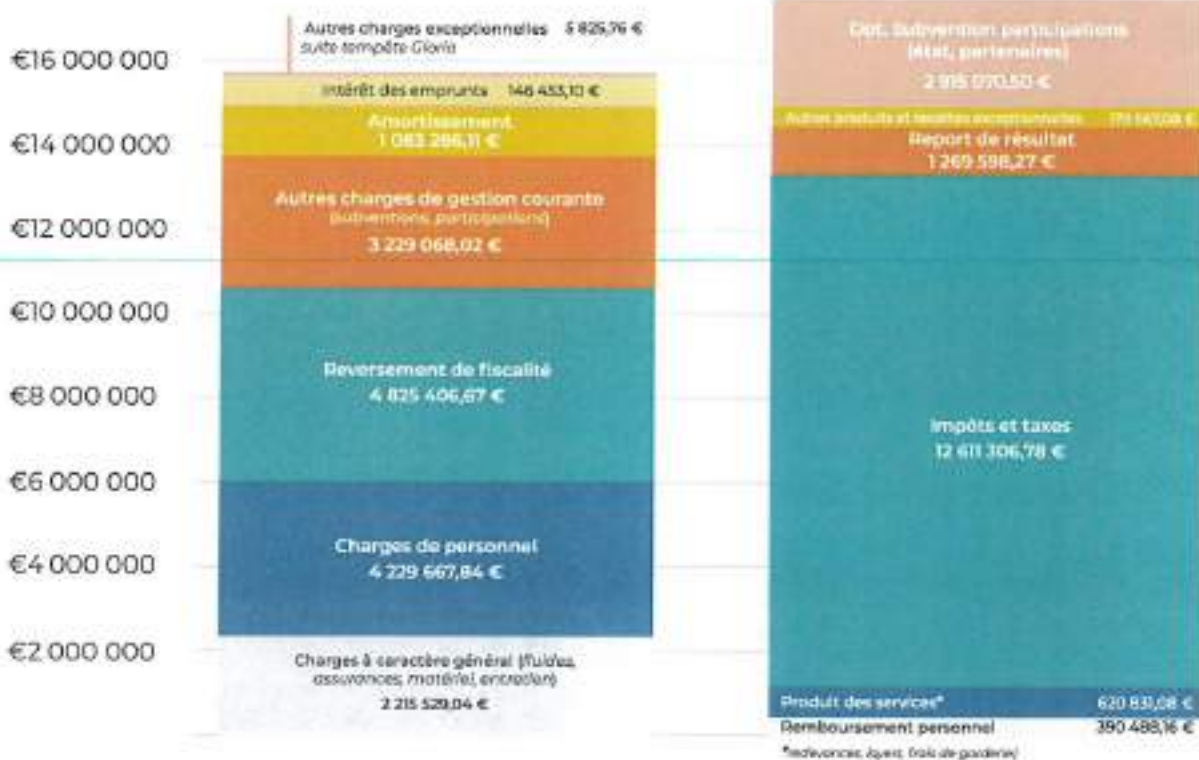 €16 000 000
€14 000 000
€12 000 000
€10 000 000
€8 000 000
€6 000 000
€4 000 000
€2 000 000
Autres charges exceptionnelles 5 825,76 €
suite tempête Gloria
Intérêt des emprunts 146 453,10 €
Amortissement
1 083 286,11 €
Autres charges de gestion courante
(subventions, participations)
3 229 068,02 €
Reversement de fiscalité
4 825 406,67 €
Charges de personnel
4 229 667,84 €
Charges à caractère général (fluides,
assurances, matériel, entretien)
2 215 529,04 €
Dot. Subvention participations
(état, partenaires)
2 915 070,50 €
Autres produits et recettes exceptionnelles
Report de résultat
1 269 598,27 €
Impôts et taxes
12 611 306,78 €
Produit des services* 620 831,08 €
Remboursement personnel 390 488,16 €
*(redevances, loyers, frais de garderie)